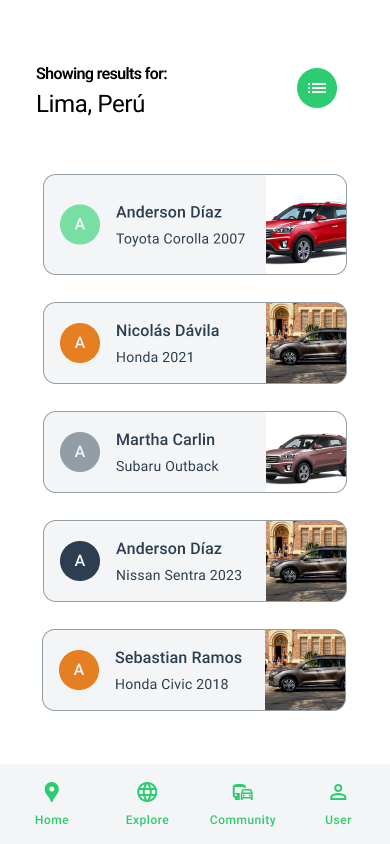 Showing results for:
Lima, Perú
A
Anderson Díaz
Toyota Corolla 2007
A
Nicolás Dávila
Honda 2021
A
Martha Carlin
Subaru Outback
A
Anderson Díaz
Nissan Sentra 2023
A
Sebastian Ramos
Honda Civic 2018
Home Explore Community User